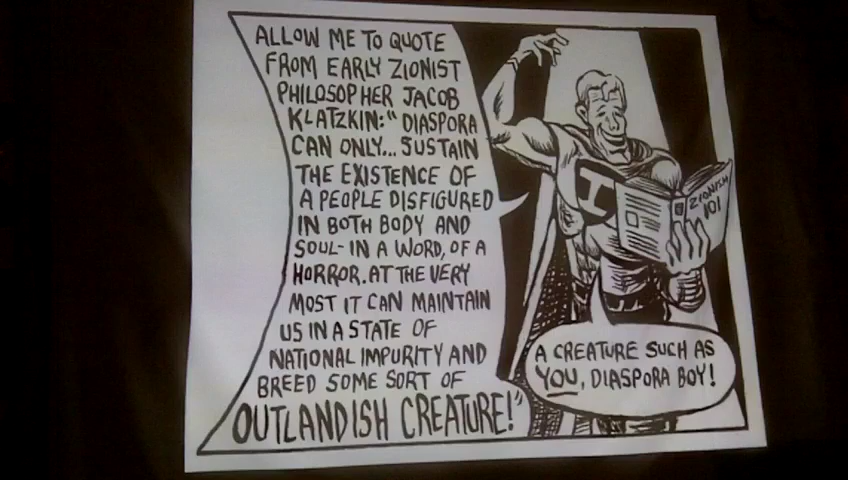 ALLOW ME TO QUOTE
FROM EARLY ZIONIST
PHILOSOPHER JACOB
KLATZKIN:" DIASPORA
CAN ONLY... SUSTAIN
THE EXISTENCE OF
A PEOPLE DISFIGURED
IN BOTH BODY AND
SOUL- IN A WORD, OF A
HORROR. AT THE VERY
MOST IT CAN MAINTAIN
US IN A STATE OF
NATIONAL IMPURITY AND
BREED SOME SORT OF
OUTLANDISH CREATURE!"
I
ZIONISM
101
A CREATURE SUCH AS
YOU, DIASPORA BOY!